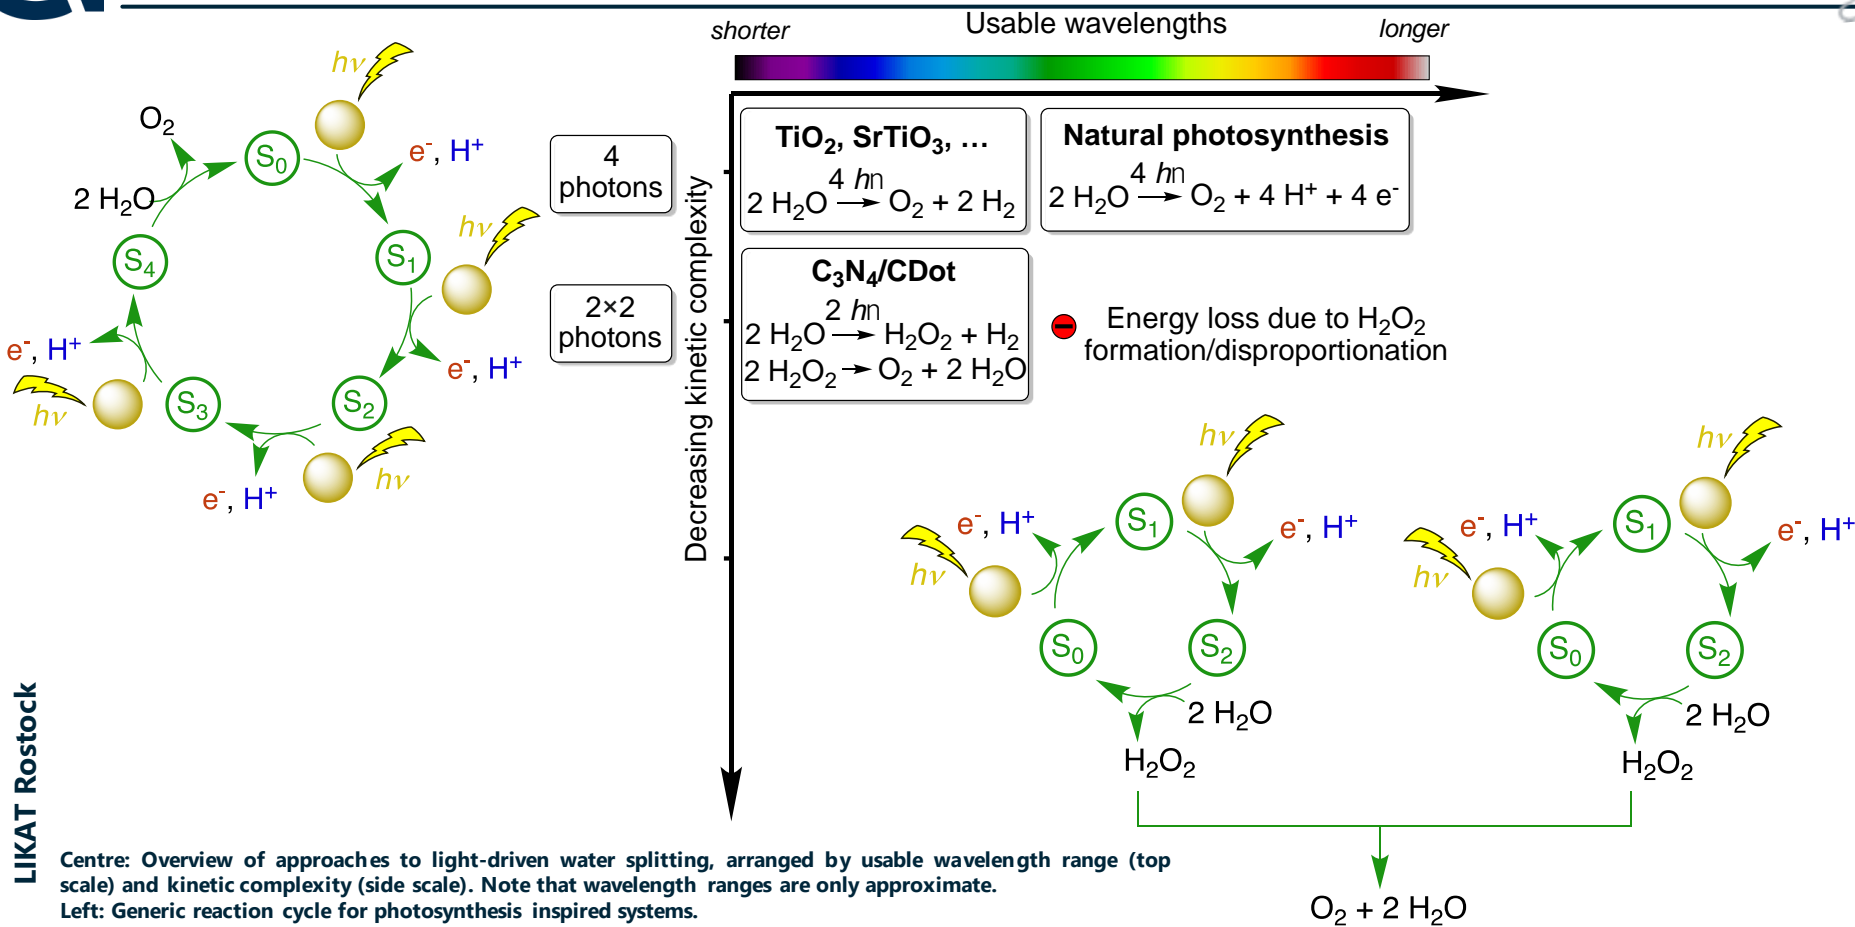 Usable wavelengths
shorter
longer
hν
O₂
S₀
e⁻, H⁺
2 H₂O
hν
S₁
S₄
e⁻, H⁺
e⁻, H⁺
hν
S₃
S₂
hν
e⁻, H⁺
4
photons
2×2
photons
Decreasing kinetic complexity
TiO₂, SrTiO₃, ...
4 hn
2 H₂O → O₂ + 2 H₂
Natural photosynthesis
4 hn
2 H₂O → O₂ + 4 H⁺ + 4 e⁻
C₃N₄/CDot
2 hn
2 H₂O → H₂O₂ + H₂
2 H₂O₂ → O₂ + 2 H₂O
Energy loss due to H₂O₂
formation/disproportionation
hν
e⁻, H⁺
S₁
e⁻, H⁺
hν
S₀
S₂
2 H₂O
H₂O₂
hν
e⁻, H⁺
S₁
e⁻, H⁺
hν
S₀
S₂
2 H₂O
H₂O₂
O₂ + 2 H₂O
LIKAT Rostock
Centre: Overview of approaches to light-driven water splitting, arranged by usable wavelength range (top
scale) and kinetic complexity (side scale). Note that wavelength ranges are only approximate.
Left: Generic reaction cycle for photosynthesis inspired systems.